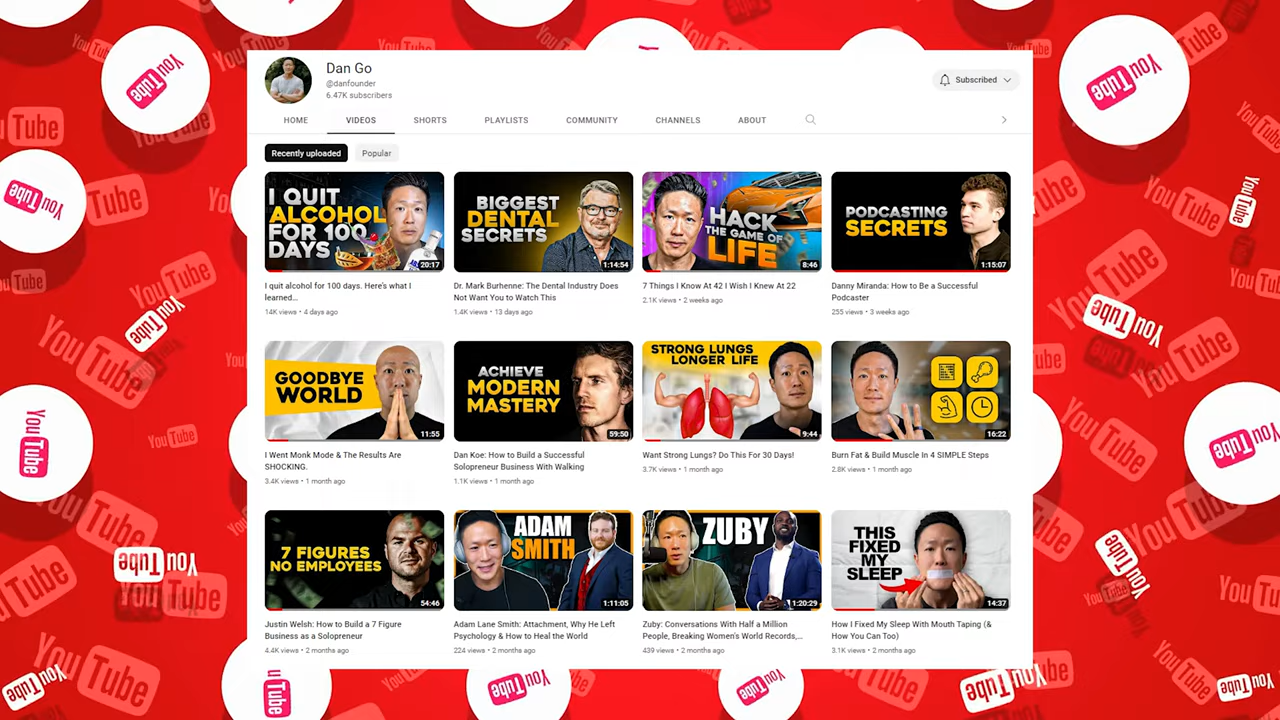 Dan Go
@danfounder
6.47K subscribers
Subscribed
HOME
VIDEOS
SHORTS
PLAYLISTS
COMMUNITY
CHANNELS
ABOUT
Recently uploaded
Popular
I QUIT
ALCOHOL
FOR 100
DAYS
20:17
I quit alcohol for 100 days. Here's what I
learned...
14K views • 4 days ago
BIGGEST
DENTAL
SECRETS
1:14:54
Dr. Mark Burhenne: The Dental Industry Does
Not Want You to Watch This
1.4K views • 13 days ago
HACK
THE GAME OF
LIFE
8:46
7 Things I Know At 42 I Wish I Knew At 22
2.1K views • 2 weeks ago
PODCASTING
SECRETS
1:15:07
Danny Miranda: How to Be a Successful
Podcaster
255 views • 3 weeks ago
GOODBYE
WORLD
11:55
I Went Monk Mode & The Results Are
SHOCKING.
3.4K views • 1 month ago
ACHIEVE
MODERN
MASTERY
59:50
Dan Koe: How to Build a Successful
Solopreneur Business With Walking
1.1K views • 1 month ago
STRONG LUNGS
LONGER LIFE
9:44
Want Strong Lungs? Do This For 30 Days!
3.7K views • 1 month ago
16:22
Burn Fat & Build Muscle In 4 SIMPLE Steps
2.8K views • 1 month ago
7 FIGURES
NO EMPLOYEES
54:46
Justin Welsh: How to Build a 7 Figure
Business as a Solopreneur
4.4K views • 2 months ago
ADAM
SMITH
1:11:05
Adam Lane Smith: Attachment, Why He Left
Psychology & How to Heal the World
224 views • 2 months ago
ZUBY
1:20:29
Zuby: Conversations With Half a Million
People, Breaking Women's World Records,...
439 views • 2 months ago
THIS
FIXED
MY
SLEEP
14:37
How I Fixed My Sleep With Mouth Taping (&
How You Can Too)
3.1K views • 2 months ago
YouTube
YouTube
YouTube
YouTube
YouTube
YouTube
YouTube
YouTube
YouTube